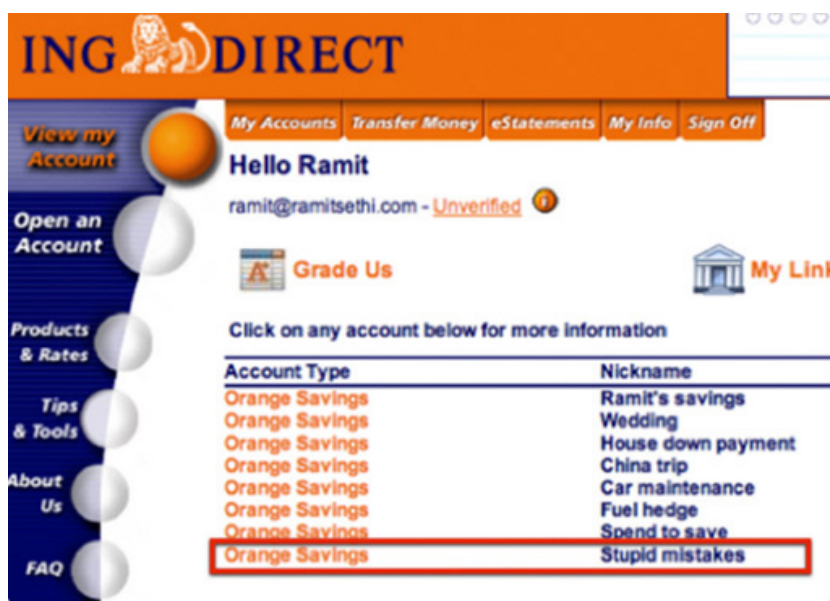 ING DIRECT
My Accounts Transfer Money eStatements My Info Sign Off
View my
Account
Open an
Account
Products
& Rates
Tips
& Tools
About
Us
FAQ
Hello Ramit
ramit@ramitsethi.com - Unverified
Grade Us
My Link
Click on any account below for more information
Account Type Nickname
Orange Savings Ramit's savings
Orange Savings Wedding
Orange Savings House down payment
Orange Savings China trip
Orange Savings Car maintenance
Orange Savings Fuel hedge
Orange Savings Spend to save
Orange Savings Stupid mistakes